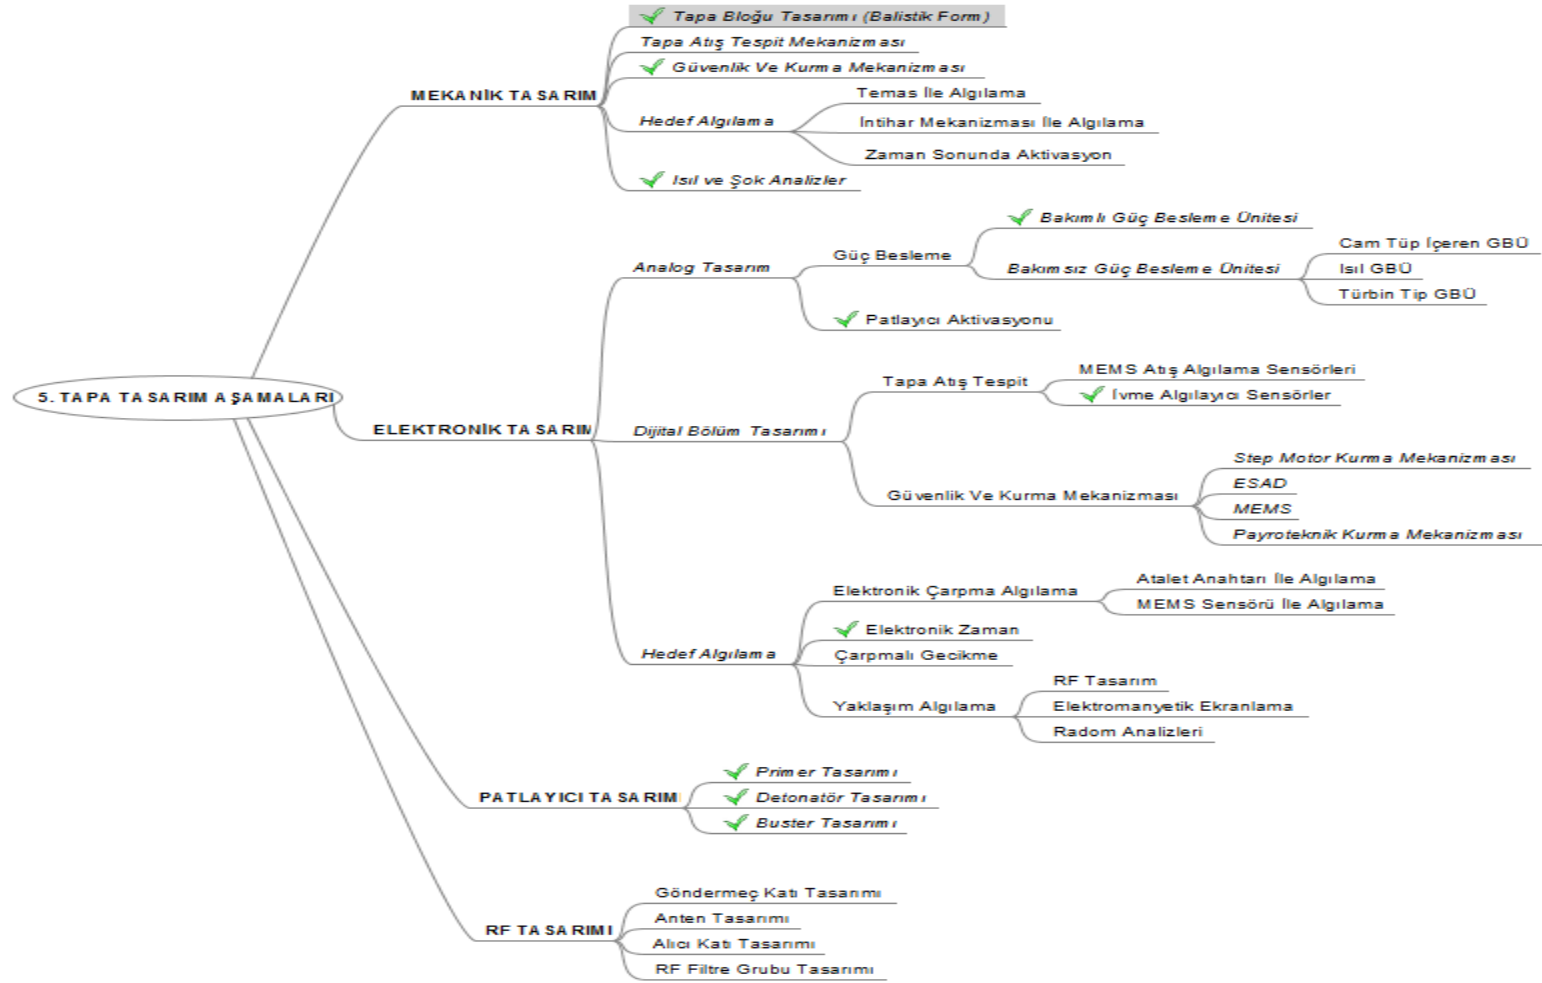 5. TAPA TASARIM AŞAMALARI
MEKANİK TASARIM
Tapa Bloğu Tasarımı (Balistik Form)
Tapa Atış Tespit Mekanizması
Güvenlik Ve Kurma Mekanizması
Hedef Algılama
Temas İle Algılama
İntihar Mekanizması İle Algılama
Zaman Sonunda Aktivasyon
Isıl ve Şok Analizler
ELEKTRONİK TASARIM
Analog Tasarım
Güç Besleme
Bakımlı Güç Besleme Ünitesi
Bakımsız Güç Besleme Ünitesi
Cam Tüp İçeren GBÜ
Isıl GBÜ
Türbin Tip GBÜ
Patlayıcı Aktivasyonu
Dijital Bölüm Tasarımı
Tapa Atış Tespit
MEMS Atış Algılama Sensörleri
İvme Algılayıcı Sensörler
Güvenlik Ve Kurma Mekanizması
Step Motor Kurma Mekanizması
ESAD
MEMS
Payroteknik Kurma Mekanizması
Hedef Algılama
Elektronik Çarpma Algılama
Atalet Anahtarı İle Algılama
MEMS Sensörü İle Algılama
Elektronik Zaman
Çarpmalı Gecikme
Yaklaşım Algılama
RF Tasarım
Elektromanyetik Ekranlama
Radom Analizleri
PATLAYICI TASARIMI
Primer Tasarımı
Detonatör Tasarımı
Buster Tasarımı
RF TASARIMI
Göndermeç Katı Tasarımı
Anten Tasarımı
Alıcı Katı Tasarımı
RF Filtre Grubu Tasarımı